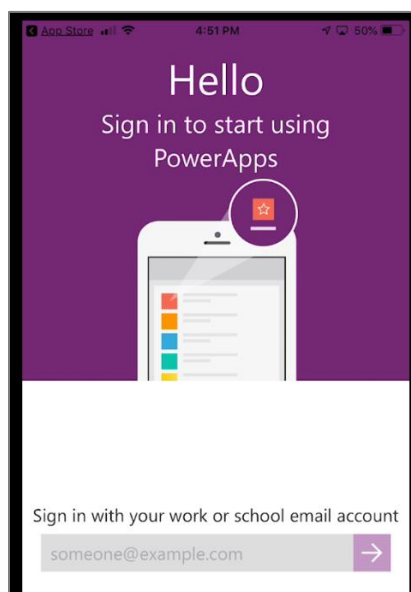 App Store 4:51 PM 50%
Hello
Sign in to start using
PowerApps
Sign in with your work or school email account
someone@example.com